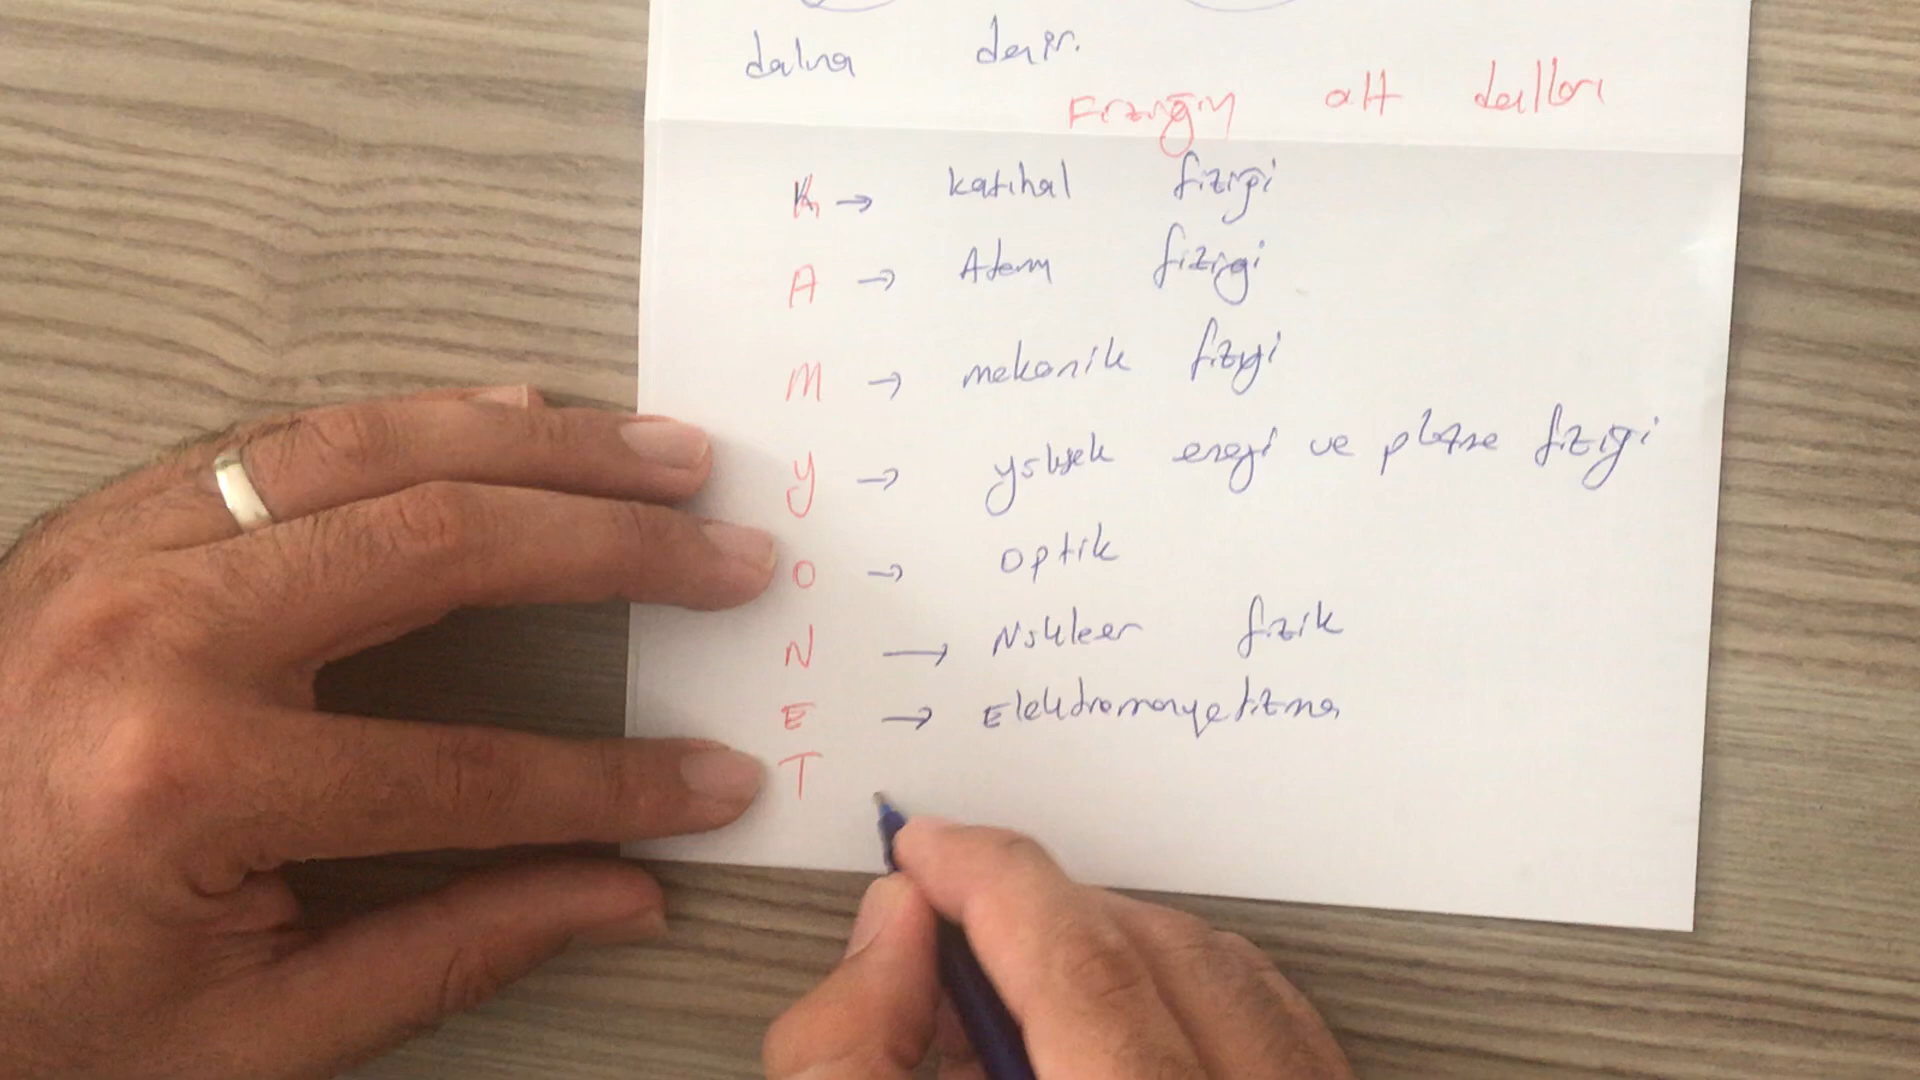 dalına denir.
Fiziğin alt dalları
K → katıhal fiziği
A → Atom fiziği
M → mekanik fiziği
Y → yüksek enerji ve plazma fiziği
O → optik
N → Nükleer fizik
E → Elektromanyetizma
T